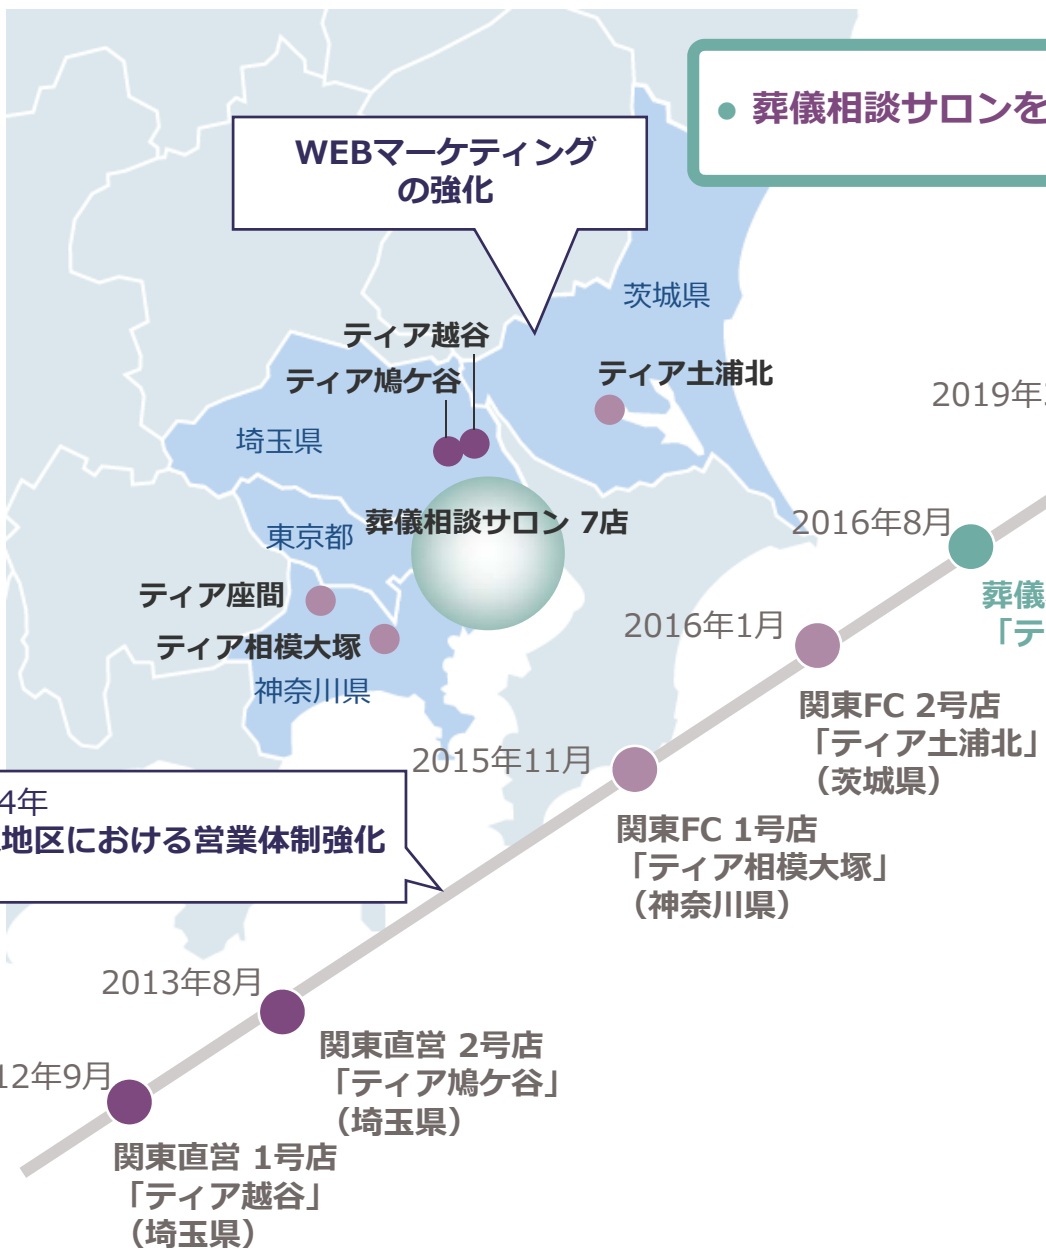 葬儀相談サロンを
WEBマーケティング
の強化
茨城県
ティア越谷
ティア鳩ケ谷
ティア土浦北
2019年
埼玉県
東京都
葬儀相談サロン 7店
2016年8月
ティア座間
葬儀
「テ
2016年1月
ティア相模大塚
神奈川県
関東FC 2号店
「ティア土浦北」
（茨城県）
2015年11月
4年
地区における営業体制強化
関東FC 1号店
「ティア相模大塚」
（神奈川県）
2013年8月
関東直営 2号店
「ティア鳩ケ谷」
（埼玉県）
12年9月
関東直営 1号店
「ティア越谷」
（埼玉県）